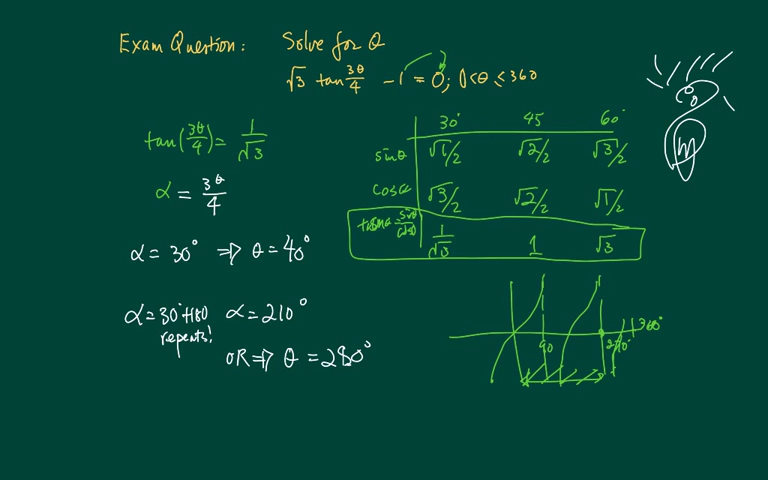 Exam Question: Solve for θ
√3 tan 3θ/4 - 1 = 0; 0<θ≤360
tan(3θ/4) = 1/√3
α = 3θ/4
α = 30° ⇒ θ = 40°
α = 30°+180 α = 210°
repeats!
OR ⇒ θ = 280°
30° 45 60°
sinθ √1/2 √2/2 √3/2
cosθ √3/2 √2/2 √1/2
tanθ = sinθ/cosθ 1/√3 1 √3
90 270° 360°